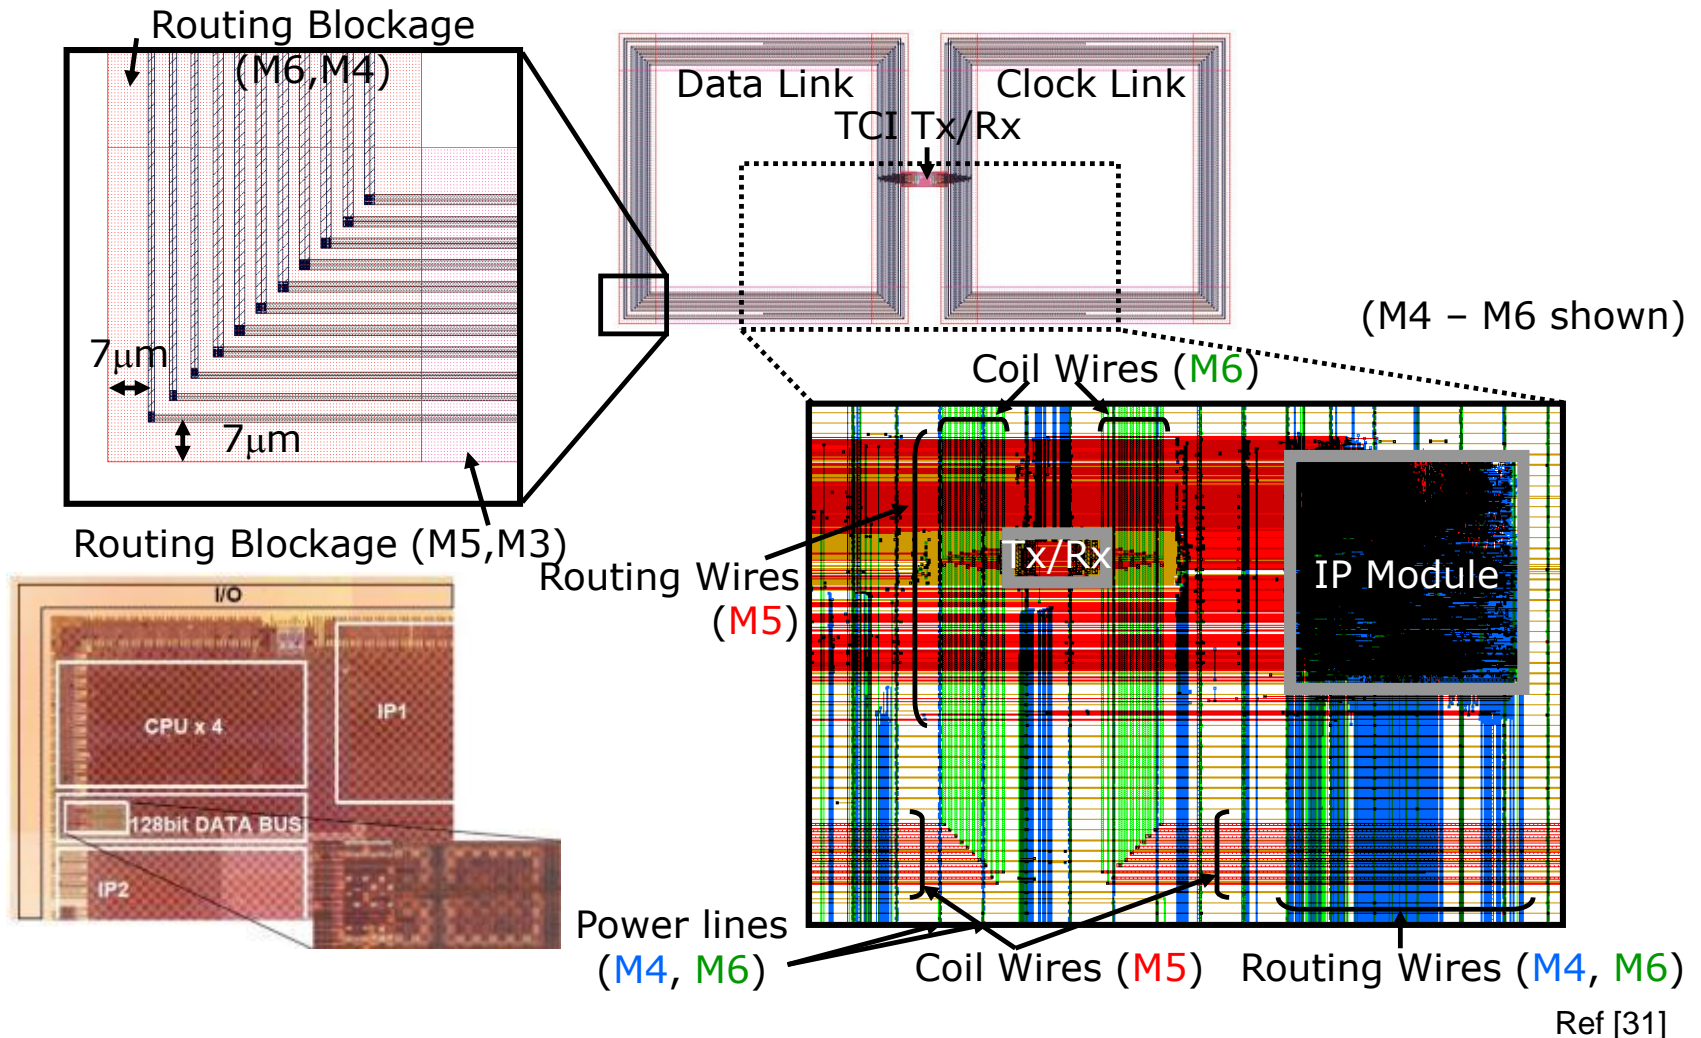 Routing Blockage
(M6,M4)
Data Link
Clock Link
TCI Tx/Rx
7μm
7μm
(M4 – M6 shown)
Coil Wires (M6)
Routing Blockage (M5,M3)
Routing Wires
(M5)
Tx/Rx
IP Module
I/O
CPU x 4
IP1
128bit DATA BUS
IP2
Power lines
(M4, M6)
Coil Wires (M5)
Routing Wires (M4, M6)
Ref [31]